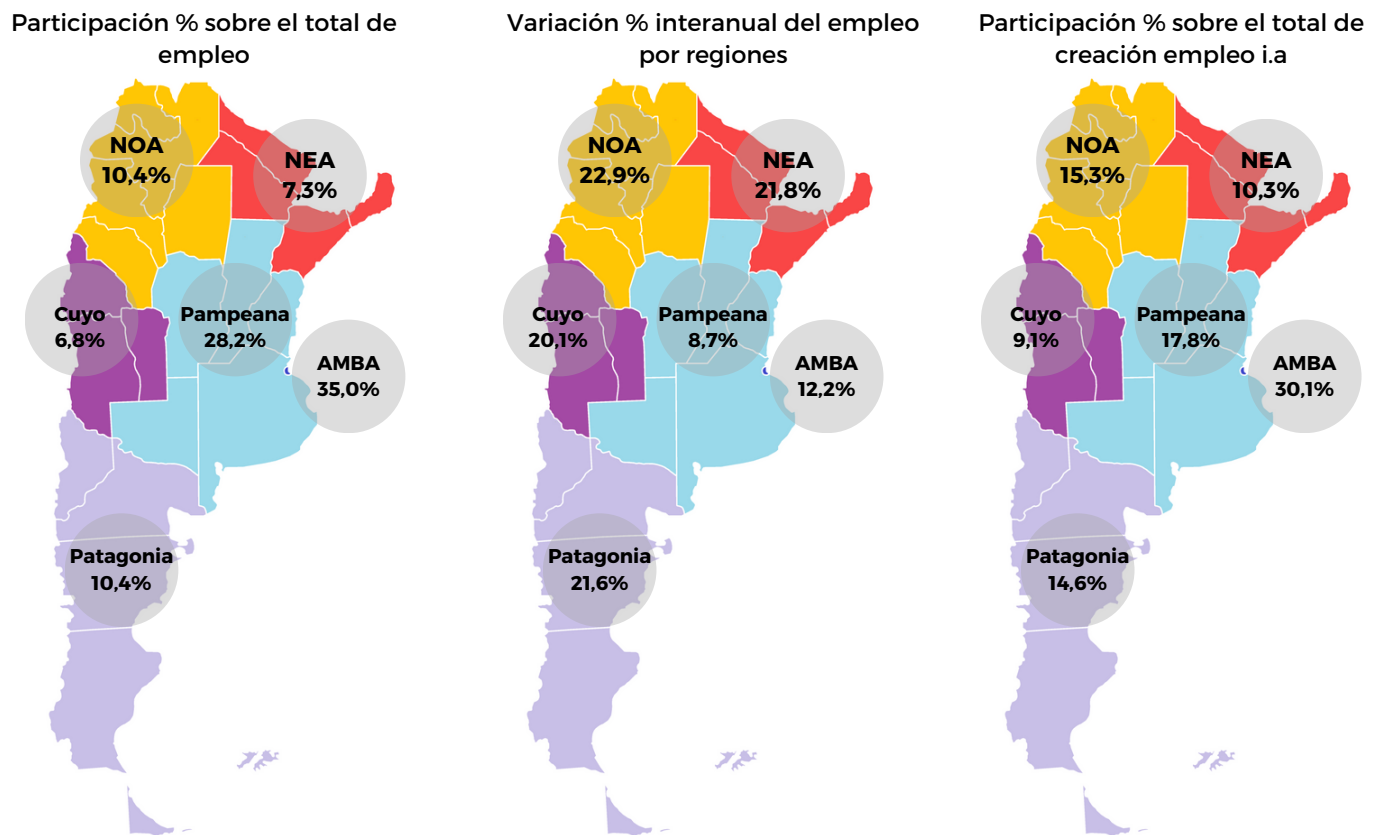 Participación % sobre el total de
empleo
NOA
10,4%
NEA
7,3%
Cuyo
6,8%
Pampeana
28,2%
AMBA
35,0%
Patagonia
10,4%
Variación % interanual del empleo
por regiones
NOA
22,9%
NEA
21,8%
Cuyo
20,1%
Pampeana
8,7%
AMBA
12,2%
Patagonia
21,6%
Participación % sobre el total de
creación empleo i.a
NOA
15,3%
NEA
10,3%
Cuyo
9,1%
Pampeana
17,8%
AMBA
30,1%
Patagonia
14,6%